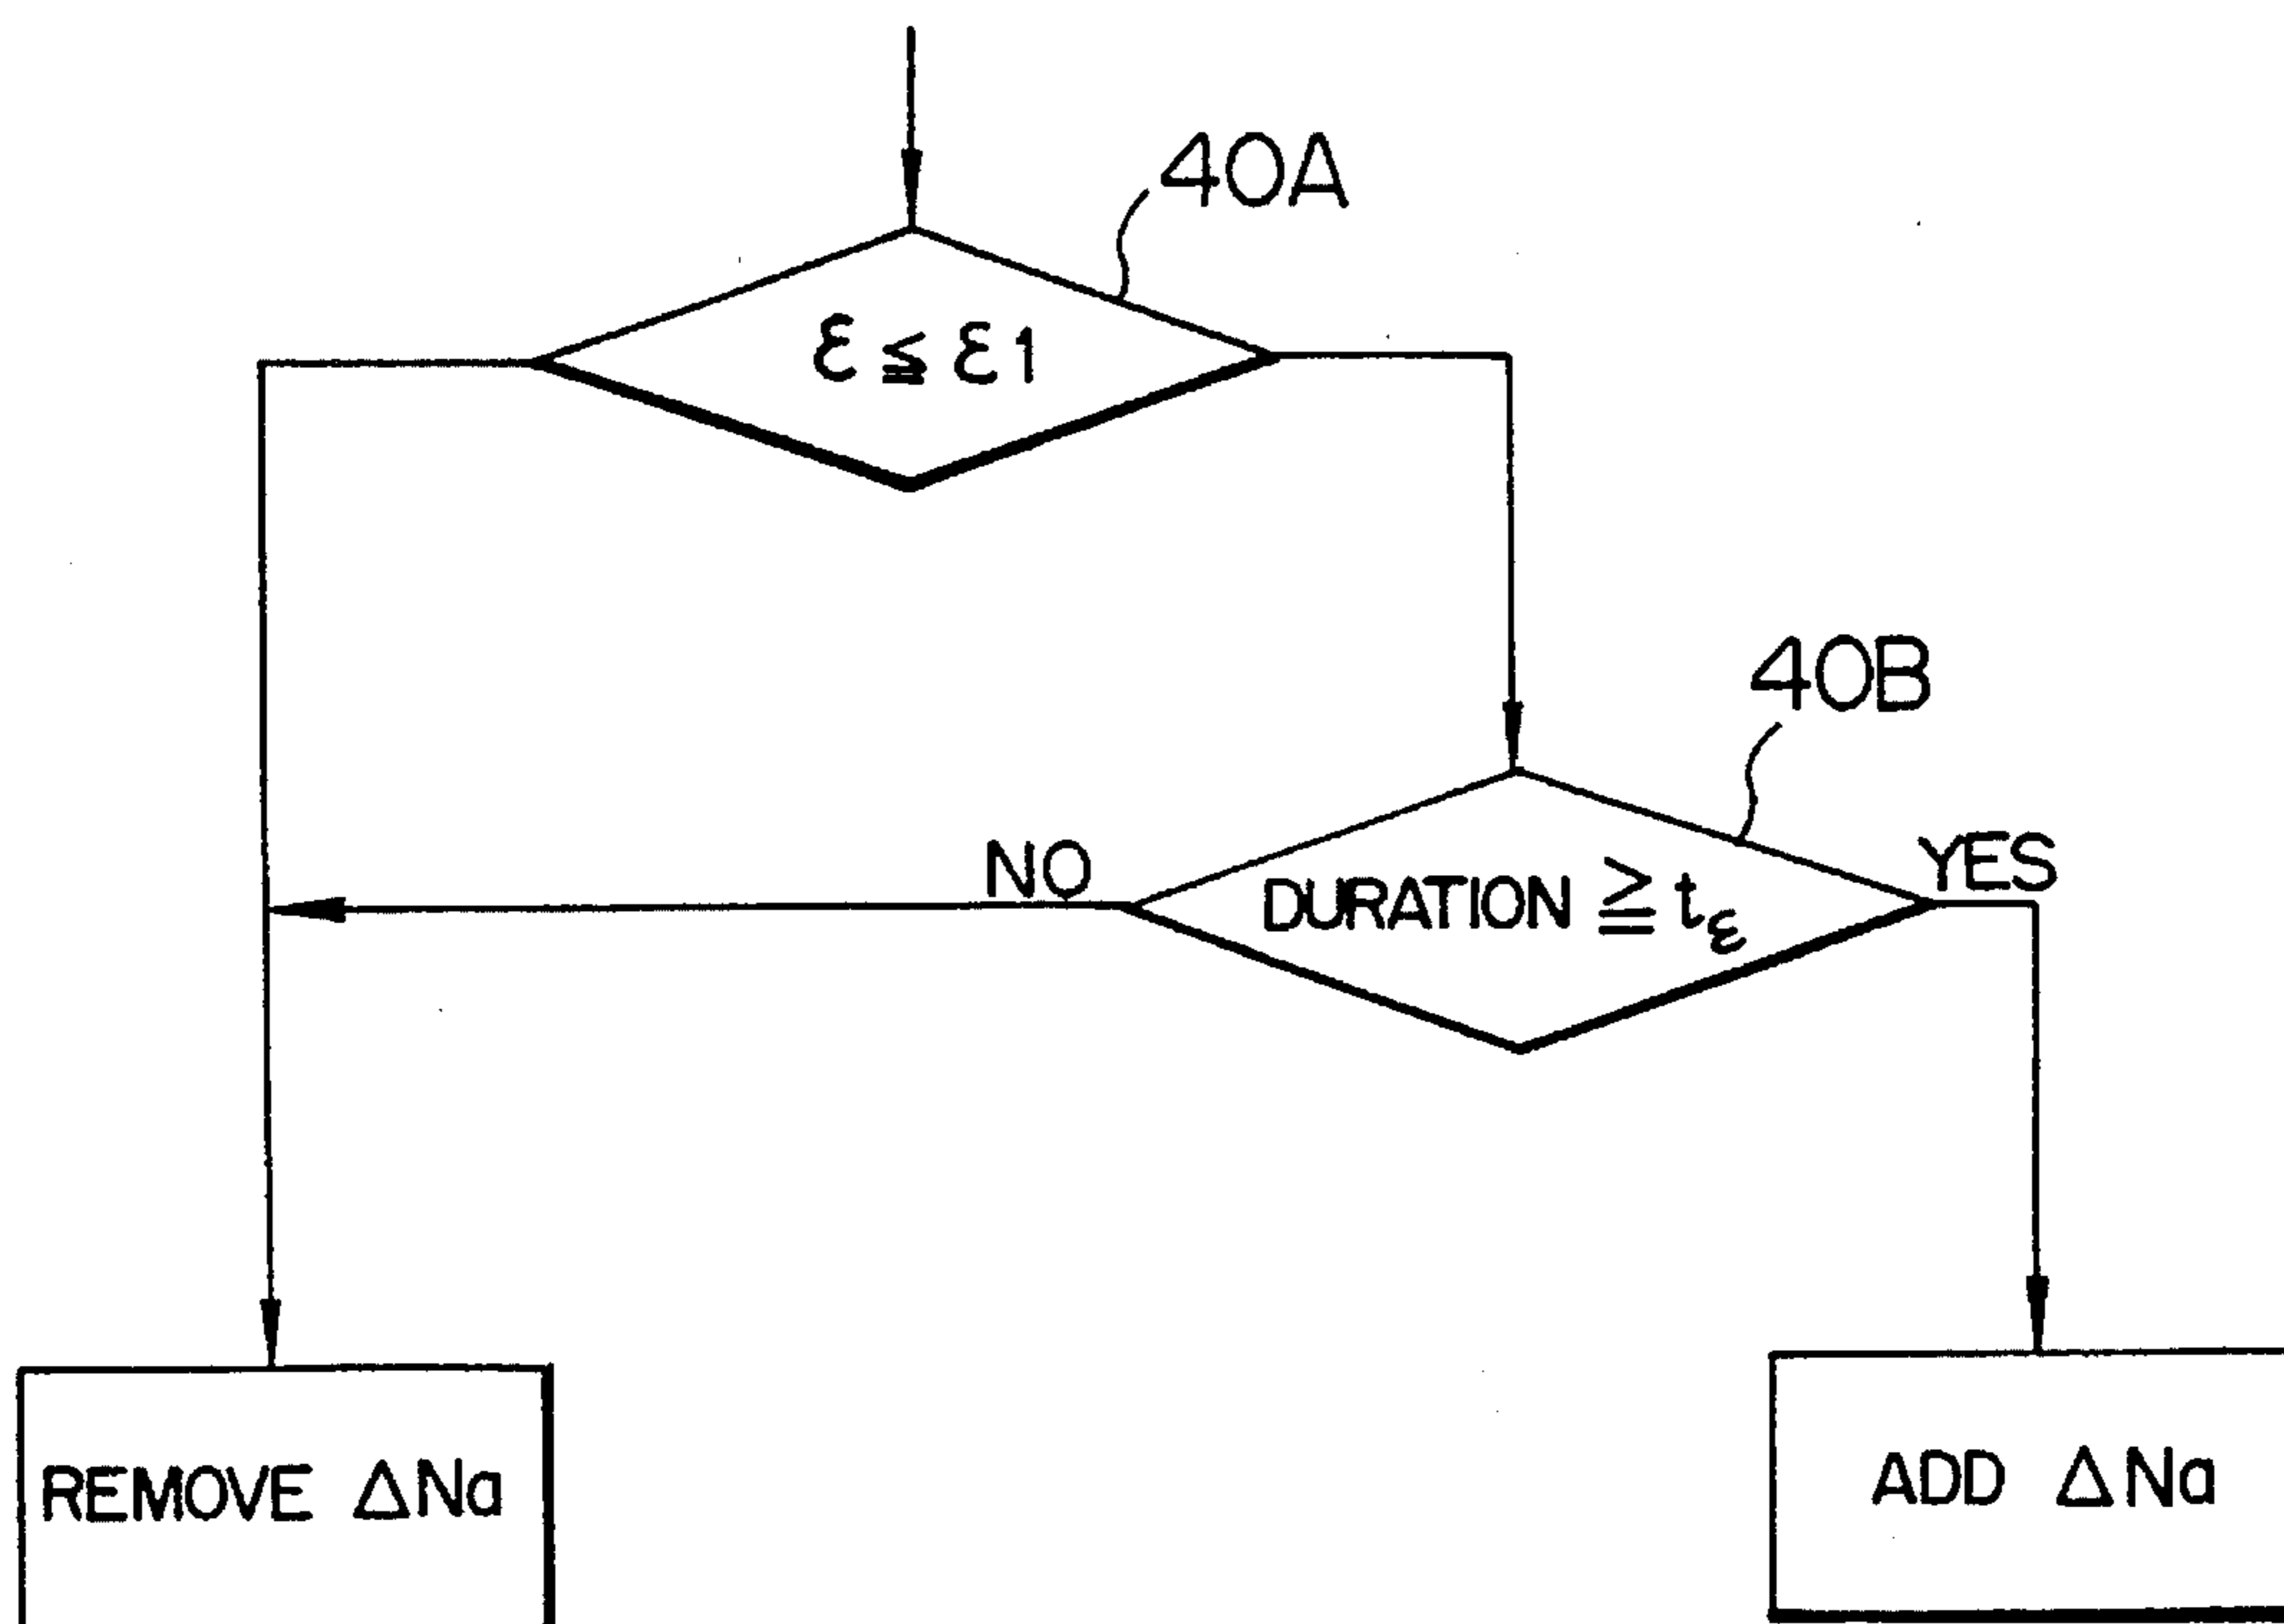 40A
ε ≦ ε1
40B
NO
YES
DURATION ≧ tε
REMOVE ΔNa
ADD ΔNa